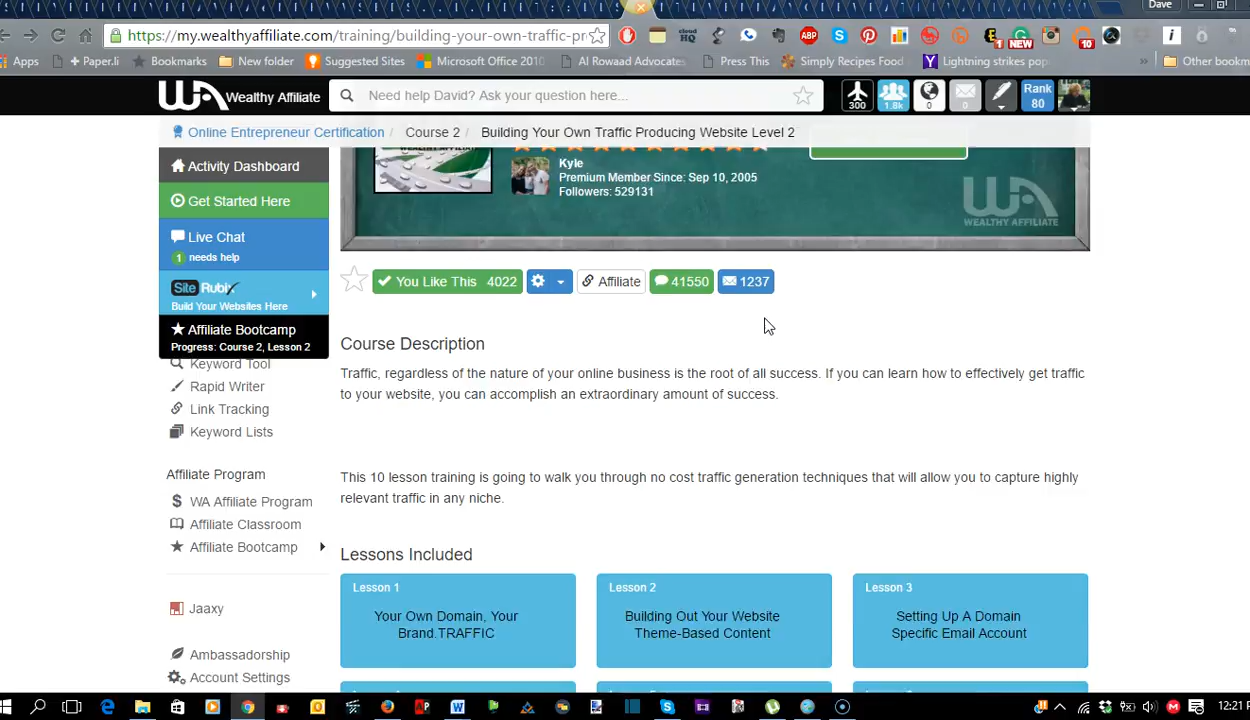 Dave
https://my.wealthyaffiliate.com/training/building-your-own-traffic-pr
Apps
+ Paper.li
Bookmarks
New folder
Suggested Sites
Microsoft Office 2010
Al Rowaad Advocates
Press This
Simply Recipes Food
Lightning strikes pos
Other bookm
ABP
cloud HQ
NEW
10
WA Wealthy Affiliate
Need help David? Ask your question here...
300
1.8k
0
0
Rank 80
Online Entrepreneur Certification / Course 2 / Building Your Own Traffic Producing Website Level 2
Activity Dashboard
Get Started Here
Live Chat
1 needs help
Site Rubix
Build Your Websites Here
Affiliate Bootcamp
Progress: Course 2, Lesson 2
Keyword Tool
Rapid Writer
Link Tracking
Keyword Lists
Affiliate Program
WA Affiliate Program
Affiliate Classroom
Affiliate Bootcamp
Jaaxy
Ambassadorship
Account Settings
WEALTHY AFFILIATE
Kyle
Premium Member Since: Sep 10, 2005
Followers: 529131
WA
WEALTHY AFFILIATE
You Like This 4022
Affiliate
41550
1237
Course Description
Traffic, regardless of the nature of your online business is the root of all success. If you can learn how to effectively get traffic
to your website, you can accomplish an extraordinary amount of success.
This 10 lesson training is going to walk you through no cost traffic generation techniques that will allow you to capture highly
relevant traffic in any niche.
Lessons Included
Lesson 1
Your Own Domain, Your
Brand.TRAFFIC
Lesson 2
Building Out Your Website
Theme-Based Content
Lesson 3
Setting Up A Domain
Specific Email Account
12:21